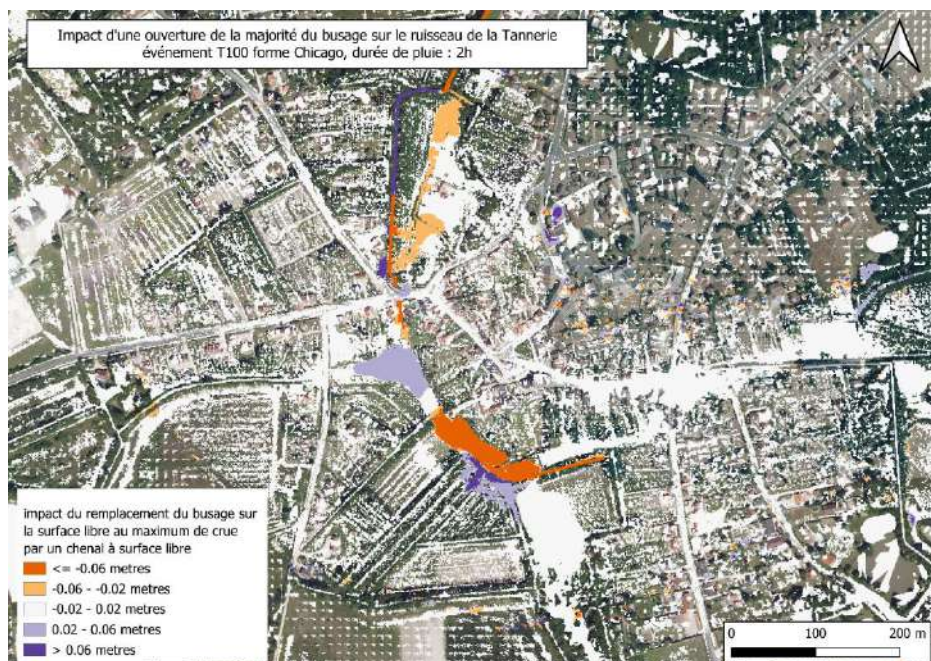 Impact d'une ouverture de la majorité du busage sur le ruisseau de la Tannerie
événement T100 forme Chicago, durée de pluie : 2h
impact du remplacement du busage sur
la surface libre au maximum de crue
par un chenal à surface libre
<= -0.06 metres
-0.06 - -0.02 metres
-0.02 - 0.02 metres
0.02 - 0.06 metres
> 0.06 metres
0 100 200 m